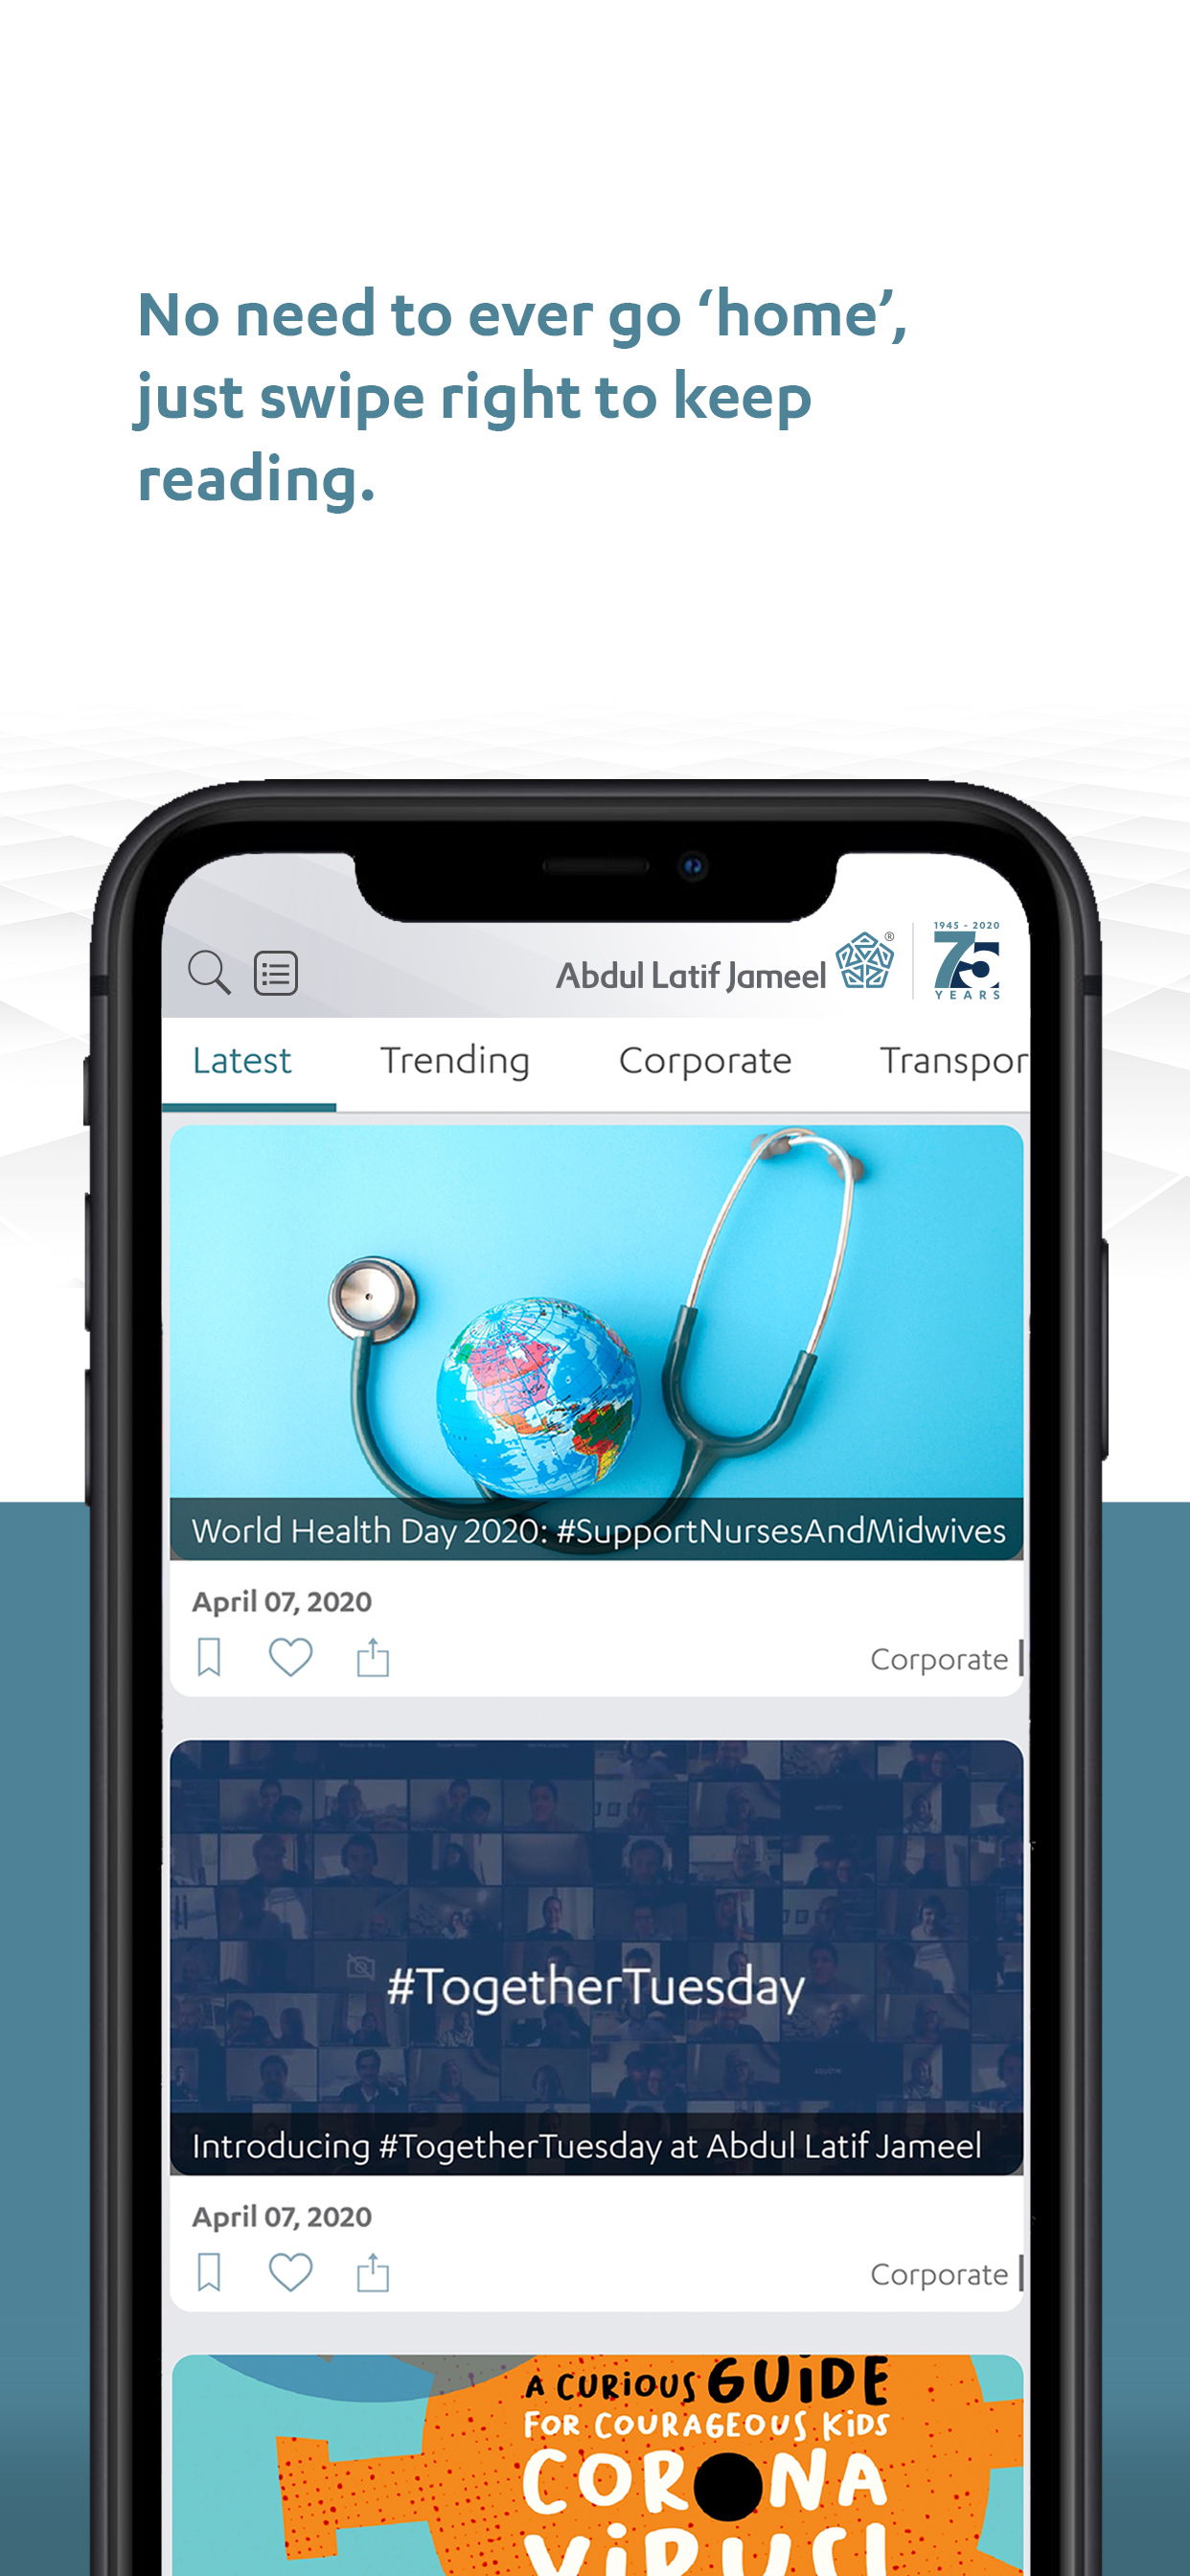 No need to ever go ‘home’,
just swipe right to keep
reading.
Abdul Latif Jameel ®
1945 - 2020
75
YEARS
Latest Trending Corporate Transpor
World Health Day 2020: #SupportNursesAndMidwives
April 07, 2020
Corporate
#TogetherTuesday
Introducing #TogetherTuesday at Abdul Latif Jameel
April 07, 2020
Corporate
A CURiOUS GUiDE
FOR COURAGEOUS KiDS
CORONA
ViRUS!